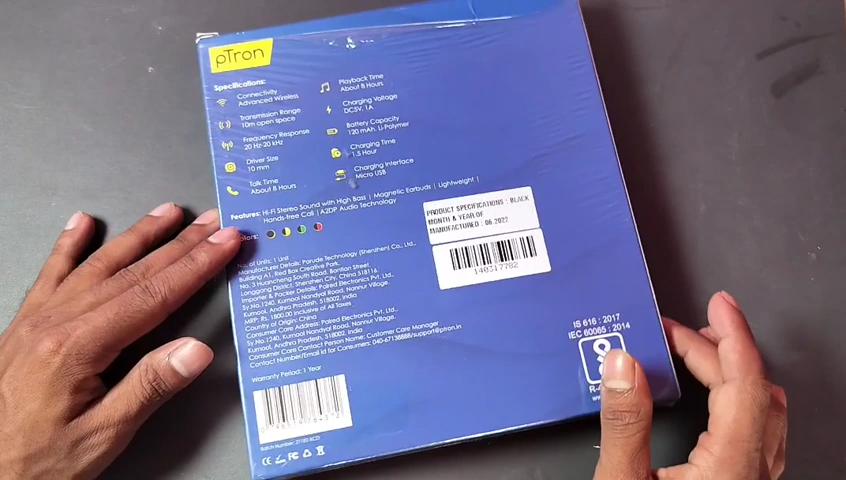 pTron
Specifications:
Connectivity
Advanced Wireless
Transmission Range
10m open space
Frequency Response
20 Hz-20 kHz
Driver Size
10 mm
Talk Time
About 8 Hours
Playback Time
About 8 Hours
Charging Voltage
DC5V, 1A
Battery Capacity
120 mAh, Li-Polymer
Charging Time
1.5 Hour
Charging Interface
Micro USB
Features: Hi-Fi Stereo Sound with High Bass | Magnetic Earbuds | Lightweight |
Hands-free Call | A2DP Audio Technology
PRODUCT SPECIFICATIONS : BLACK
MONTH & YEAR OF
MANUFACTURED : 06.2022
140317782
No. of Units: 1 Unit
Manufacturer Details: Parude Technology (Shenzhen) Co., Ltd.,
Building A1, Red Box Creative Park,
No. 3 Huancheng South Road, Bantian Street,
Longgang District, Shenzhen City, China 518116
Importer & Packer Details: Palred Electronics Pvt. Ltd.,
Sy.No.1240, Kurnool Nandyal Road, Nannur Village,
Kurnool, Andhra Pradesh, 518002, India
MRP: Rs. 1800.00 Inclusive of All Taxes
Country of Origin: China
Consumer Care Address: Palred Electronics Pvt. Ltd.,
Sy.No.1240, Kurnool Nandyal Road, Nannur Village,
Kurnool, Andhra Pradesh, 518002, India
Consumer Care Contact Person Name: Customer Care Manager
Contact Number/Email Id for Consumers: 040-67138888/support@ptron.in
Warranty Period: 1 Year
IS 616 : 2017
IEC 60065 : 2014
CE FC